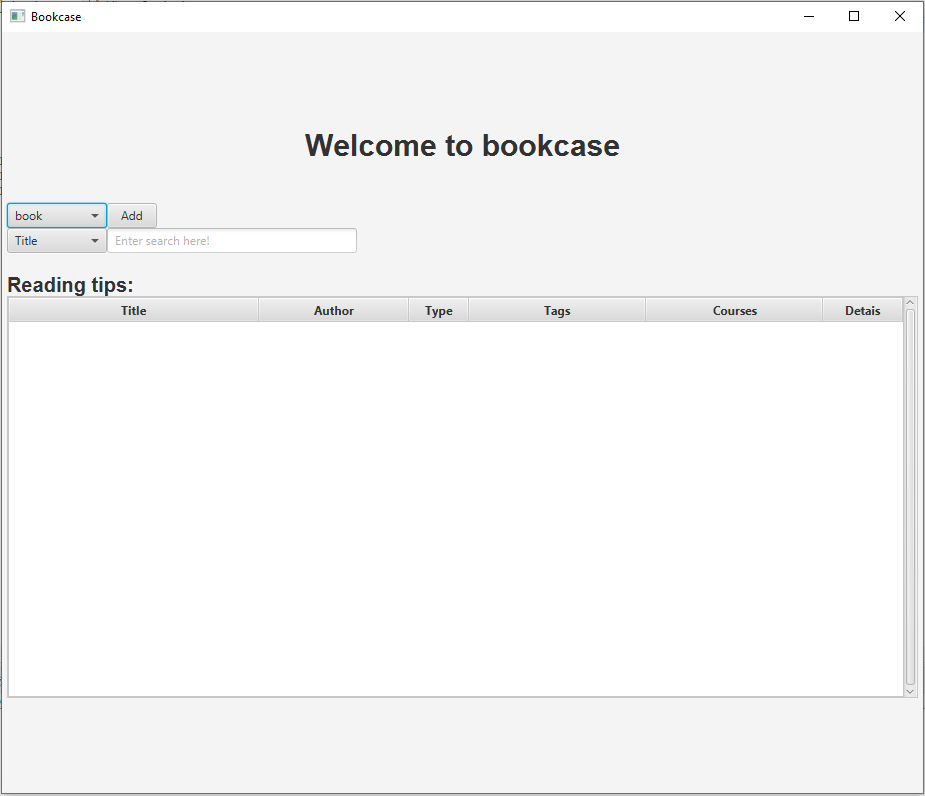 Bookcase
Welcome to bookcase
book Add
Title Enter search here!
Reading tips:
Title Author Type Tags Courses Detais